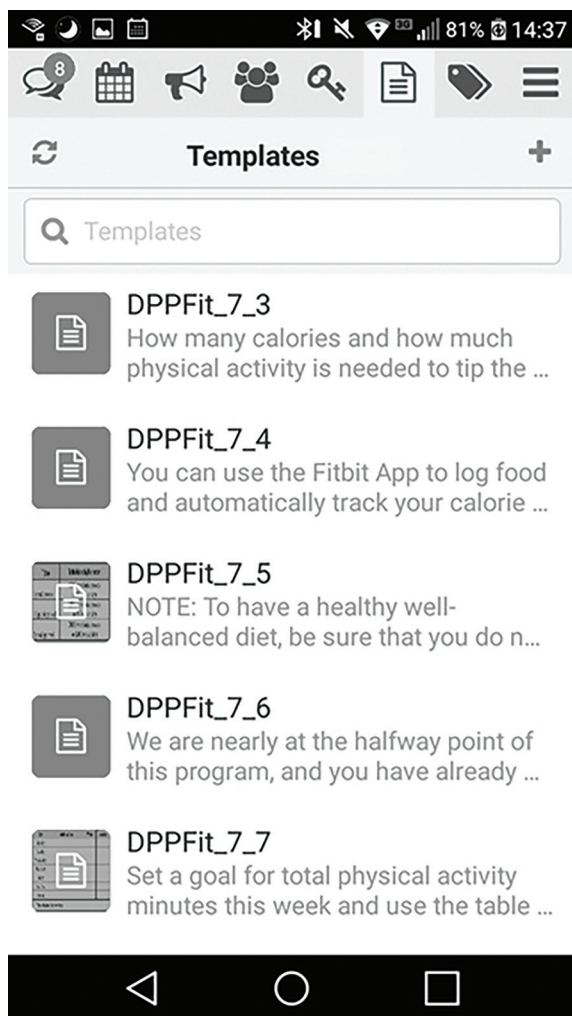 3G 81% 14:37
8
Templates
Templates
DPPFit_7_3
How many calories and how much
physical activity is needed to tip the ...
DPPFit_7_4
You can use the Fitbit App to log food
and automatically track your calorie ...
DPPFit_7_5
NOTE: To have a healthy well-
balanced diet, be sure that you do n...
DPPFit_7_6
We are nearly at the halfway point of
this program, and you have already ...
DPPFit_7_7
Set a goal for total physical activity
minutes this week and use the table ...